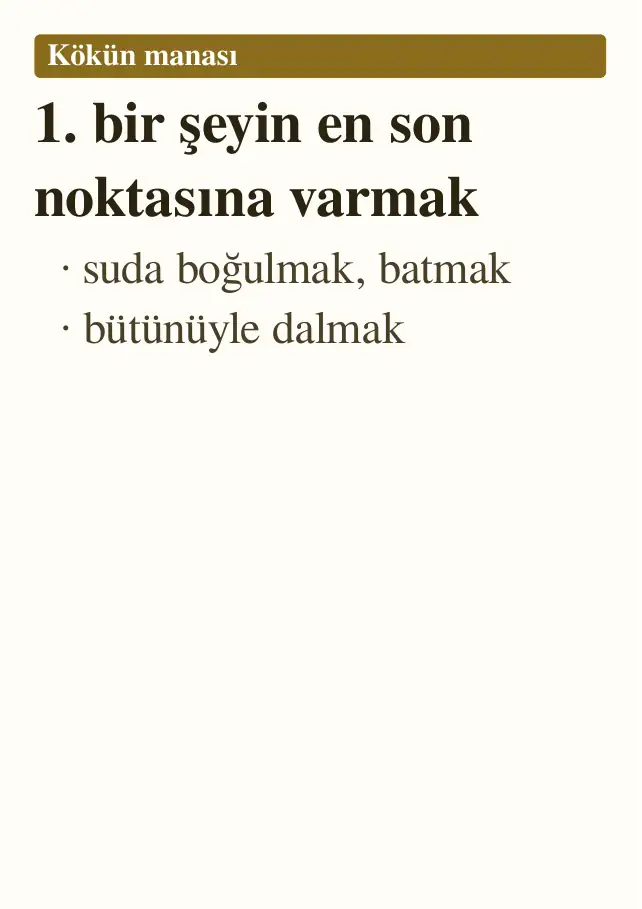 Kökün manası
1. bir şeyin en son
noktasına varmak
· suda boğulmak, batmak
· bütünüyle dalmak